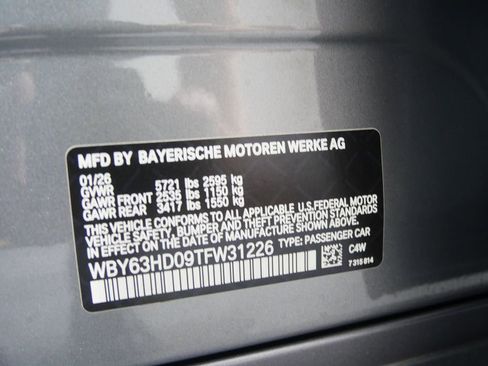 MFD BY BAYERISCHE MOTOREN WERKE AG
01/26
GVWR 5721 lbs 2595 kg
GAWR FRONT 2535 lbs 1150 kg
GAWR REAR 3417 lbs 1550 kg
THIS VEHICLE CONFORMS TO ALL APPLICABLE U.S.FEDERAL MOTOR
VEHICLE SAFETY, BUMPER AND THEFT PREVENTION STANDARDS
IN EFFECT ON THE DATE OF MANUFACTURE SHOWN ABOVE.
WBY63HD09TFW31226 TYPE: PASSENGER CAR
C4W
7 315 814